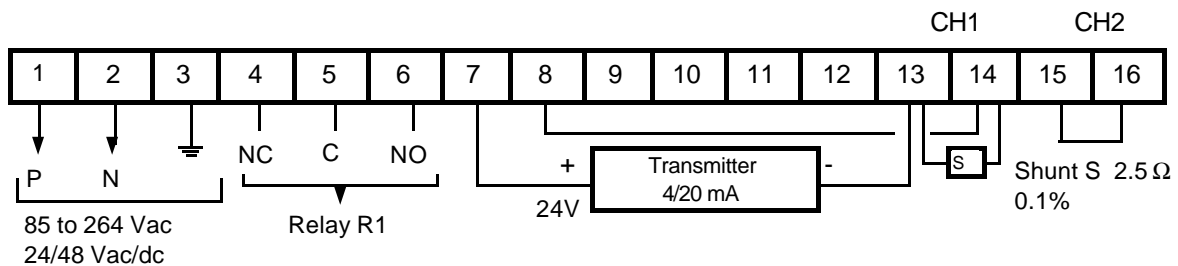 CH1 CH2
1 2 3 4 5 6 7 8 9 10 11 12 13 14 15 16
NC C NO
P N
85 to 264 Vac
24/48 Vac/dc
Relay R1
+ Transmitter -
4/20 mA
24V
S
Shunt S 2.5 Ω
0.1%